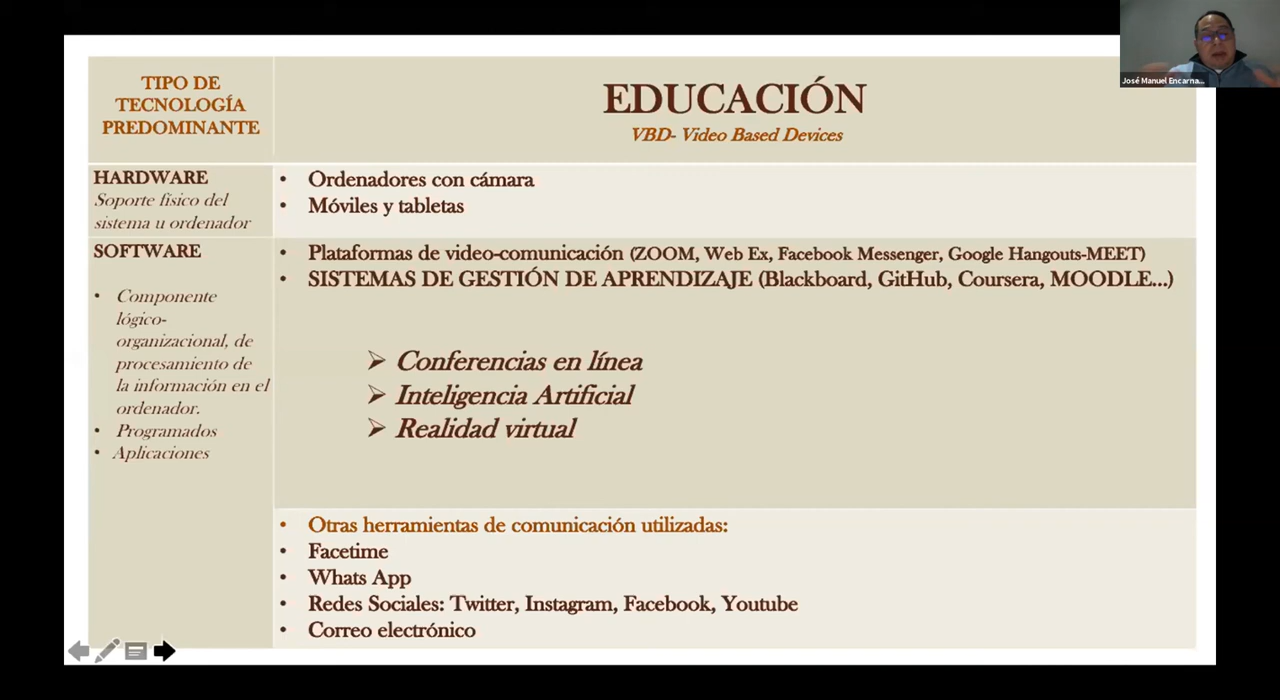 TIPO DE
TECNOLOGÍA
PREDOMINANTE
EDUCACIÓN
VBD- Video Based Devices
José Manuel Encarna...
HARDWARE
Soporte físico del
sistema u ordenador
• Ordenadores con cámara
• Móviles y tabletas
SOFTWARE
• Componente
lógico-
organizacional, de
procesamiento de
la información en el
ordenador.
• Programados
• Aplicaciones
• Plataformas de video-comunicación (ZOOM, Web Ex, Facebook Messenger, Google Hangouts-MEET)
• SISTEMAS DE GESTIÓN DE APRENDIZAJE (Blackboard, GitHub, Coursera, MOODLE...)
➢ Conferencias en línea
➢ Inteligencia Artificial
➢ Realidad virtual
• Otras herramientas de comunicación utilizadas:
• Facetime
• Whats App
• Redes Sociales: Twitter, Instagram, Facebook, Youtube
• Correo electrónico